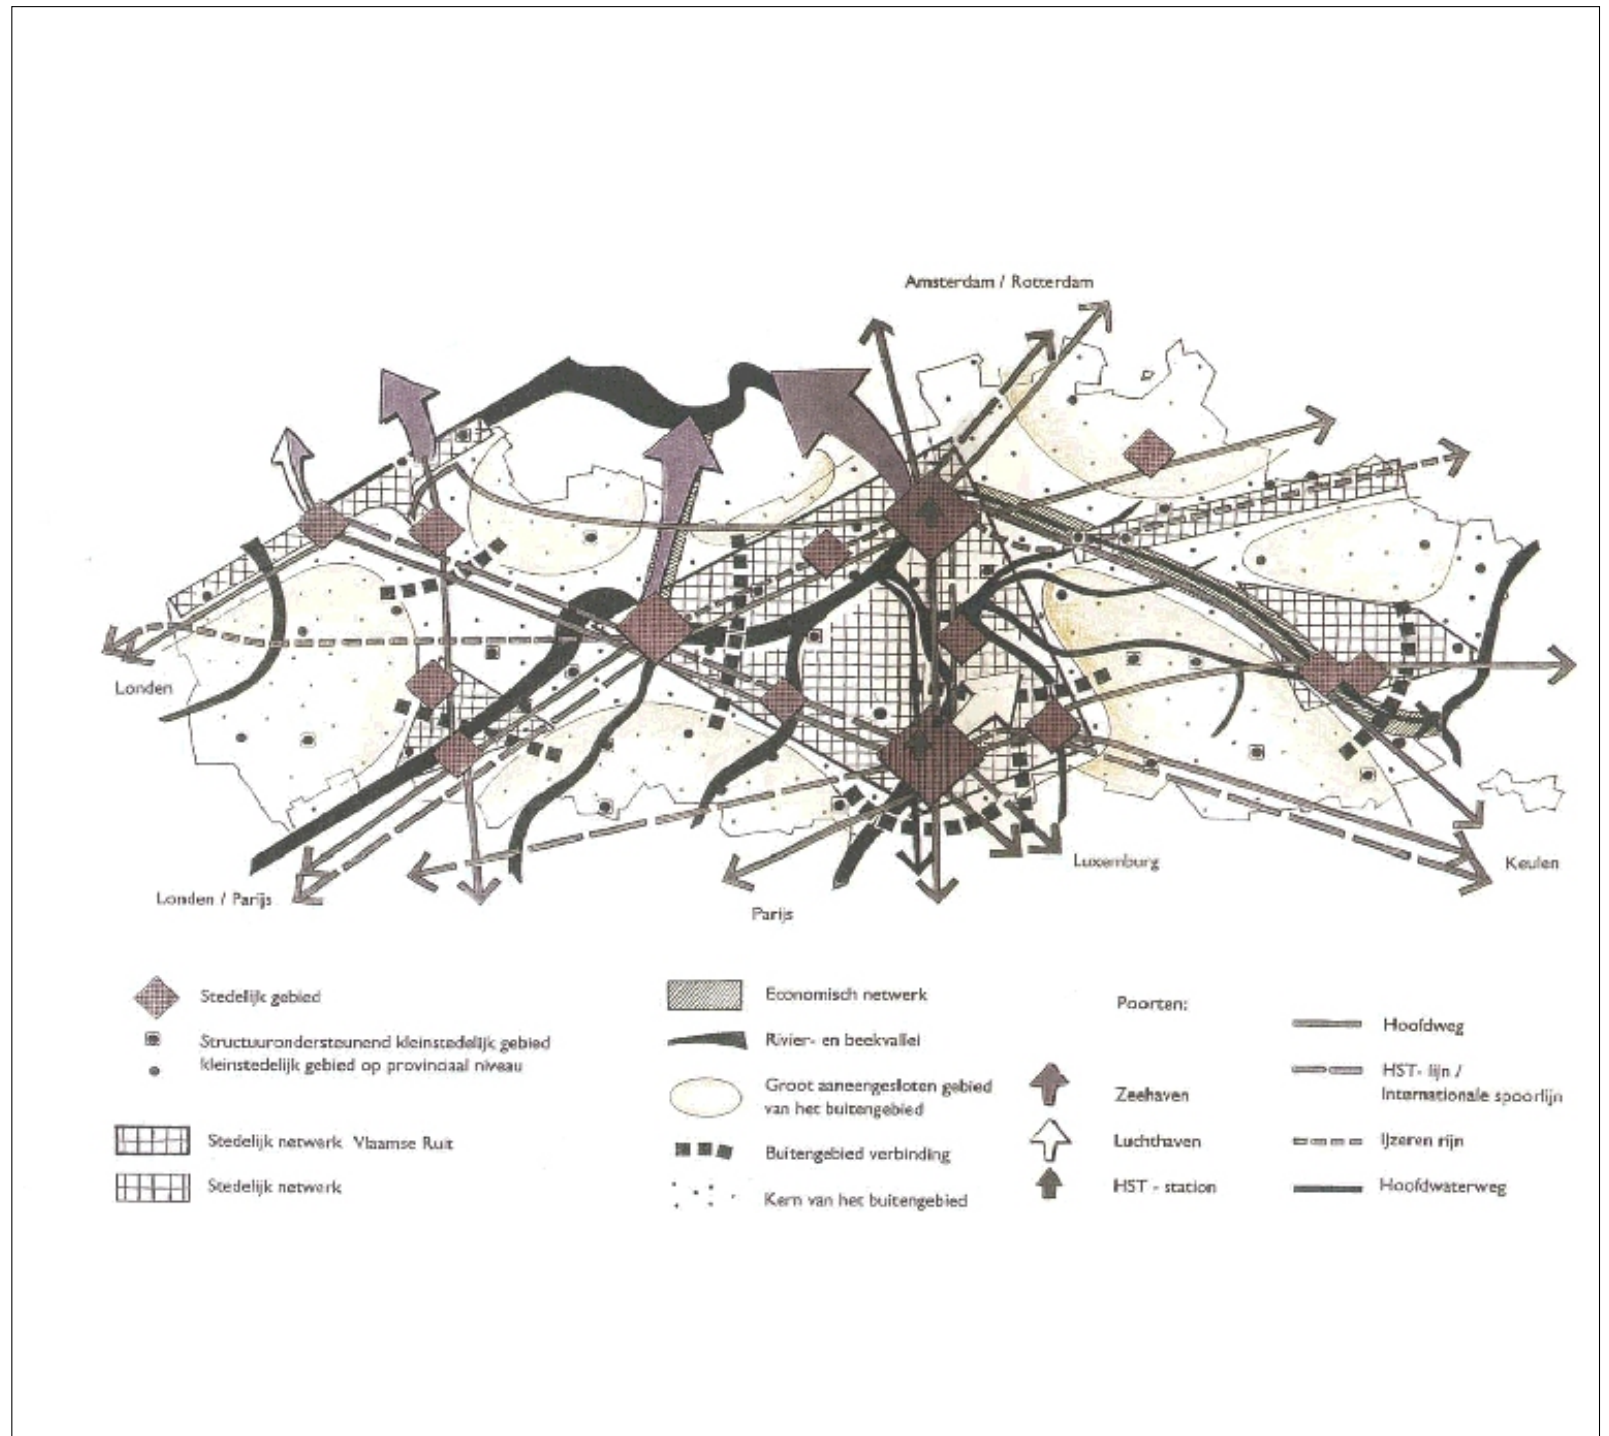 Amsterdam / Rotterdam
Londen
Luxemburg
Keulen
Londen / Parijs
Parijs
Stedelijk gebied
Structuurondersteunend kleinstedelijk gebied
kleinstedelijk gebied op provinciaal niveau
Stedelijk netwerk Vlaamse Ruit
Stedelijk netwerk
Economisch netwerk
Rivier- en beekvallei
Groot aaneengesloten gebied
van het buitengebied
Buitengebied verbinding
Kern van het buitengebied
Poorten:
Zeehaven
Luchthaven
HST - station
Hoofdweg
HST- lijn /
Internationale spoorlijn
IJzeren rijn
Hoofdwaterweg